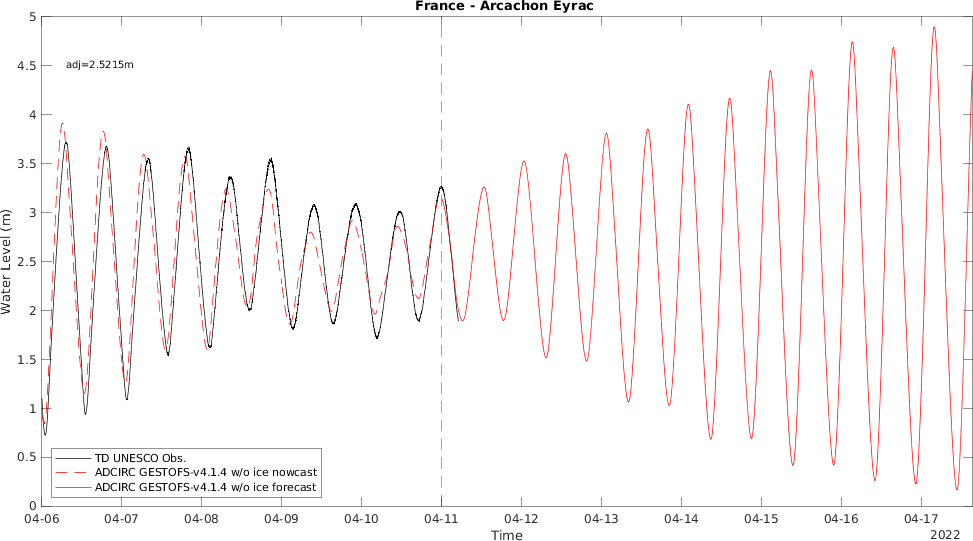 France - Arcachon Eyrac
5
4.5
4
3.5
3
2.5
2
1.5
1
0.5
0
Water Level (m)
adj=2.5215m
TD UNESCO Obs.
ADCIRC GESTOFS-v4.1.4 w/o ice nowcast
ADCIRC GESTOFS-v4.1.4 w/o ice forecast
04-06 04-07 04-08 04-09 04-10 04-11 04-12 04-13 04-14 04-15 04-16 04-17
2022
Time